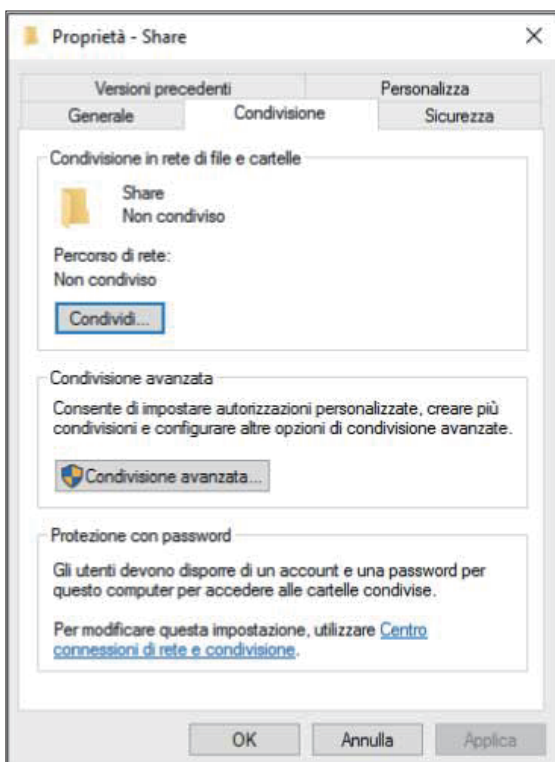 Proprietà - Share
Versioni precedenti
Personalizza
Generale
Condivisione
Sicurezza
Condivisione in rete di file e cartelle
Share
Non condiviso
Percorso di rete:
Non condiviso
Condividi...
Condivisione avanzata
Consente di impostare autorizzazioni personalizzate, creare più
condivisioni e configurare altre opzioni di condivisione avanzate.
Condivisione avanzata...
Protezione con password
Gli utenti devono disporre di un account e una password per
questo computer per accedere alle cartelle condivise.
Per modificare questa impostazione, utilizzare Centro
connessioni di rete e condivisione.
OK
Annulla
Applica